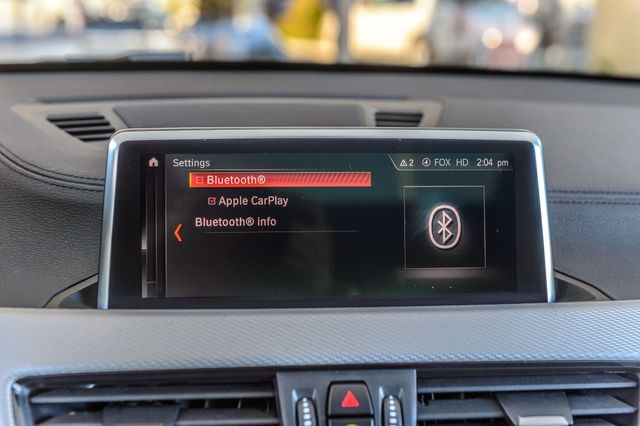 Settings
2 FOX HD 2:04 pm
Bluetooth®
Apple CarPlay
Bluetooth® info